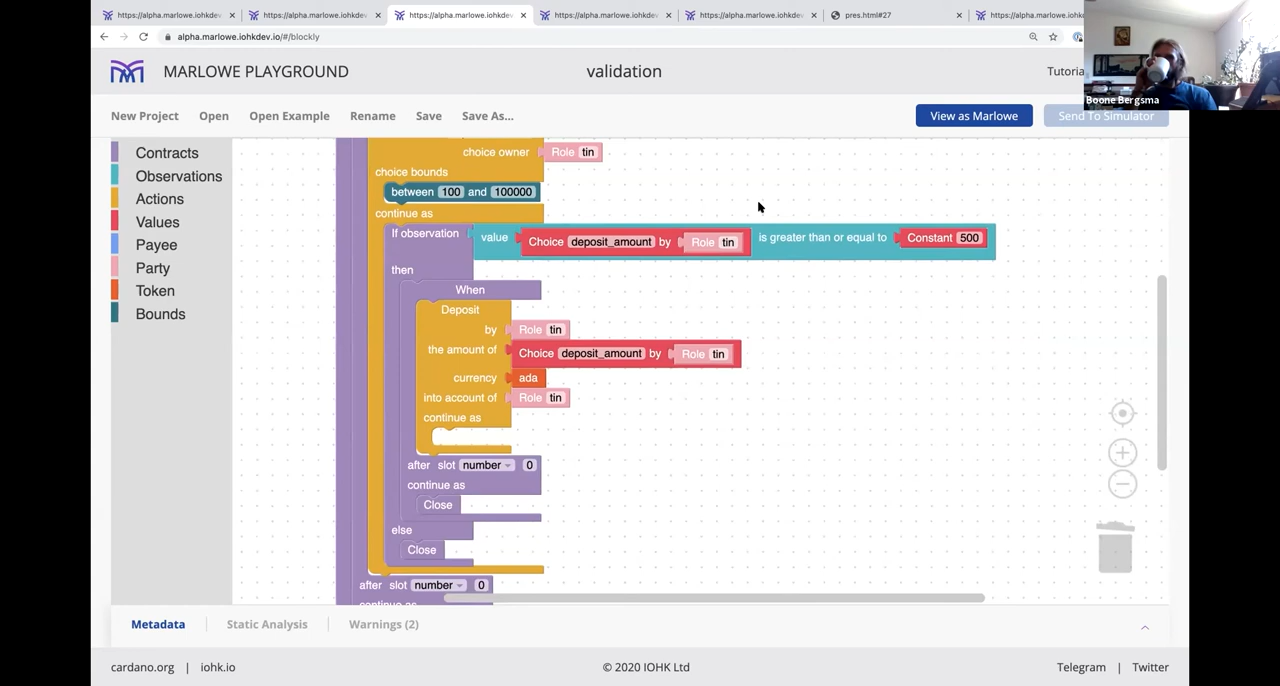 https://alpha.marlowe.iohkdev. https://alpha.marlowe.iohkdev. https://alpha.marlowe.iohkdev. https://alpha.marlowe.iohkdev. https://alpha.marlowe.iohkdev. pres.html#27 https://alpha.marlowe.iohkde
alpha.marlowe.iohkdev.io/#/blockly
MARLOWE PLAYGROUND validation Tutoria
Boone Bergsma
New Project Open Open Example Rename Save Save As... View as Marlowe Send To Simulator
Contracts
Observations
Actions
Values
Payee
Party
Token
Bounds
choice owner Role tin
choice bounds
between 100 and 100000
continue as
If observation value Choice deposit_amount by Role tin is greater than or equal to Constant 500
then
When
Deposit
by Role tin
the amount of Choice deposit_amount by Role tin
currency ada
into account of Role tin
continue as
after slot number 0
continue as
Close
else
Close
after slot number 0
continue as
Metadata Static Analysis Warnings (2)
cardano.org | iohk.io © 2020 IOHK Ltd Telegram | Twitter